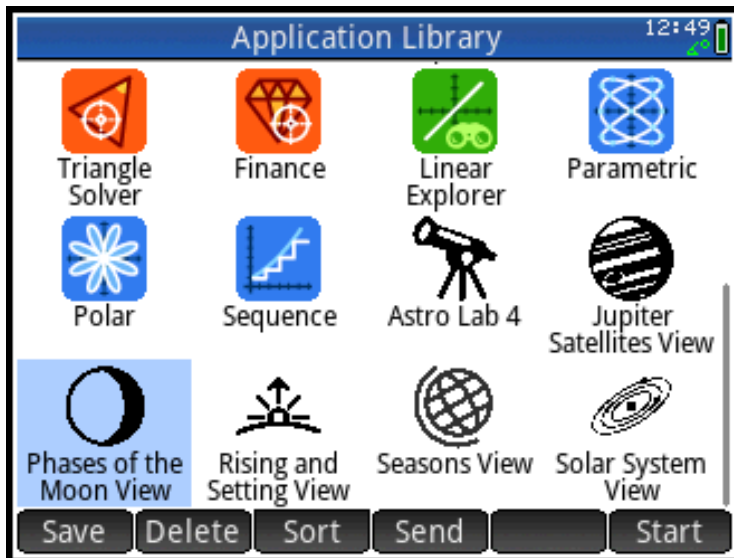 Application Library
12:49
Triangle
Solver
Finance
Linear
Explorer
Parametric
Polar
Sequence
Astro Lab 4
Jupiter
Satellites View
Phases of the
Moon View
Rising and
Setting View
Seasons View
Solar System
View
Save Delete Sort Send Start